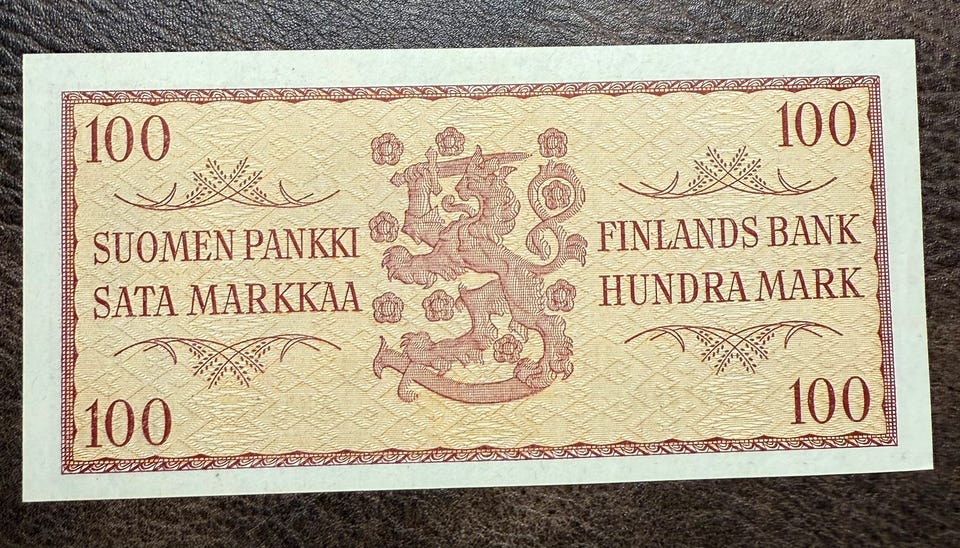 100
100
SUOMEN PANKKI
SATA MARKKAA
FINLANDS BANK
HUNDRA MARK
100
100